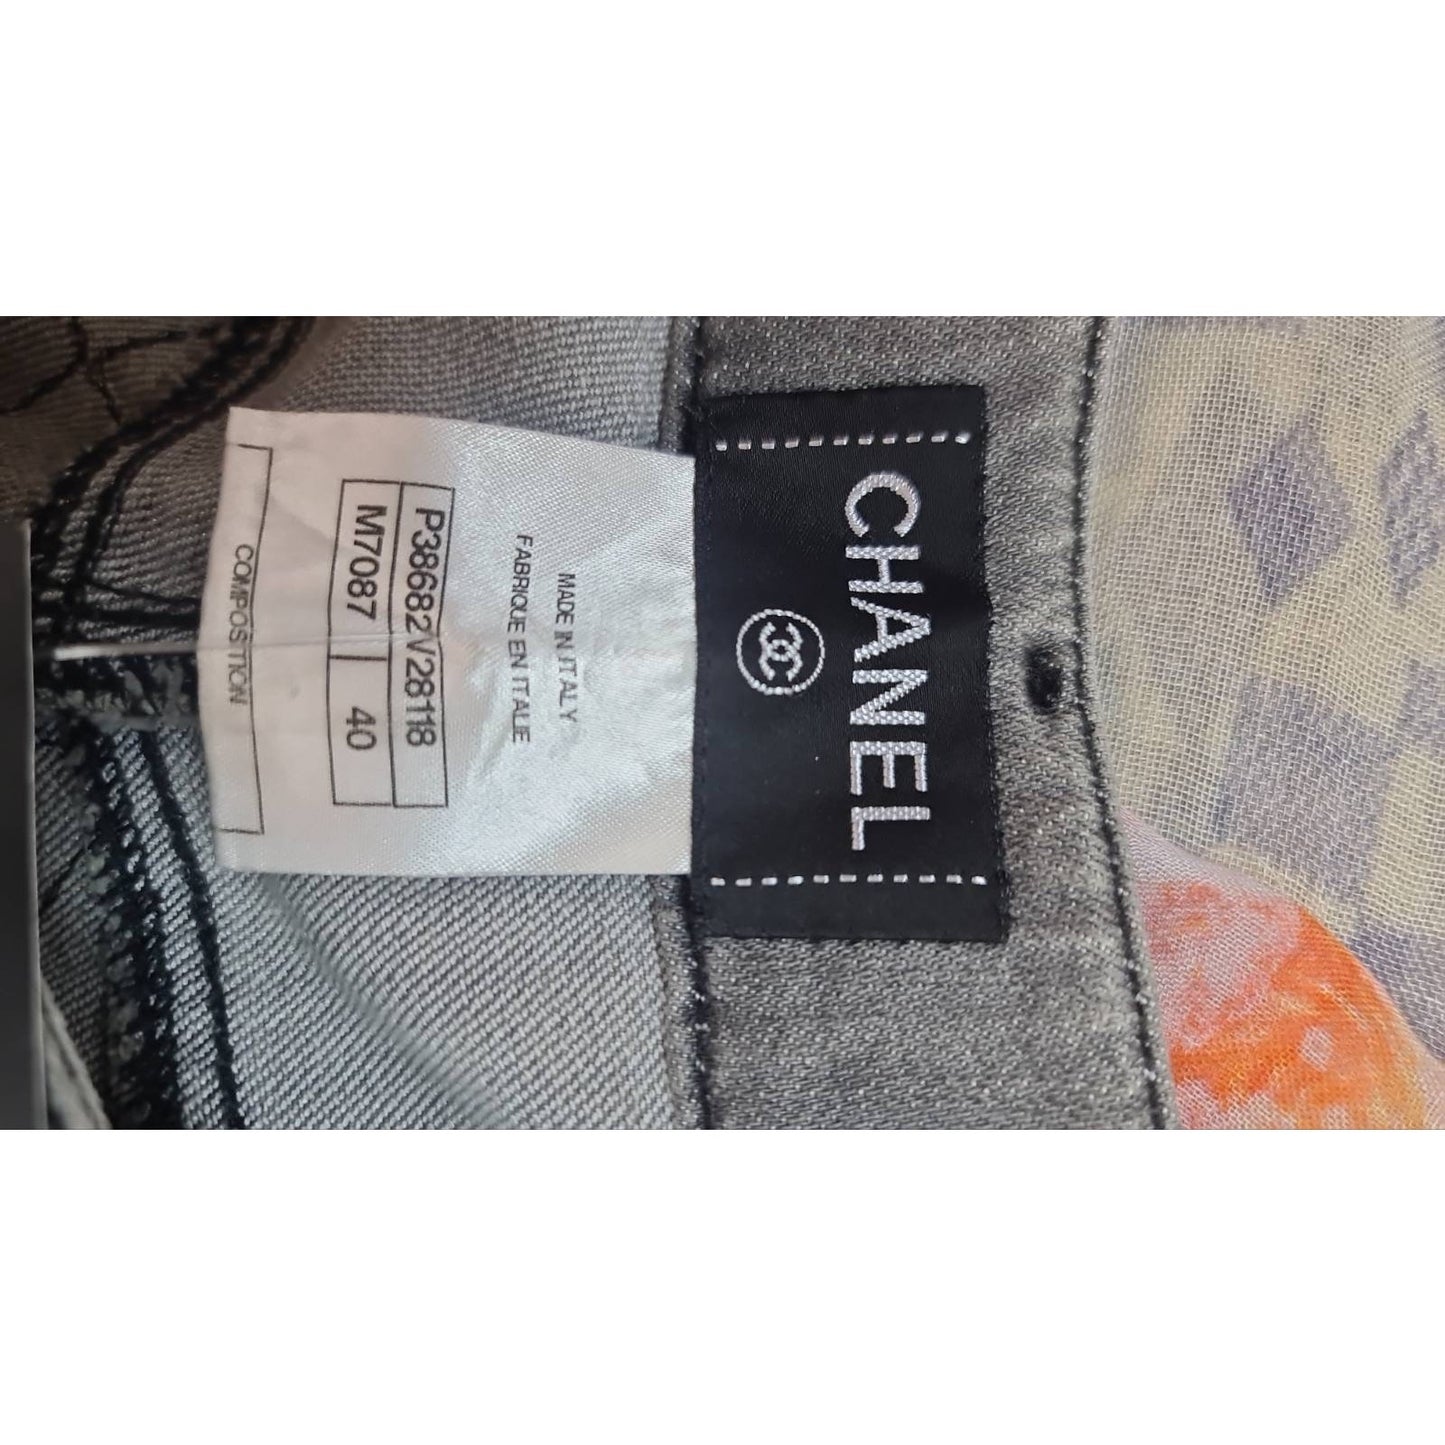 CHANEL
MADE IN ITALY
FABRIQUE EN ITALIE
P38682V28118
M7087 40
COMPOSITION